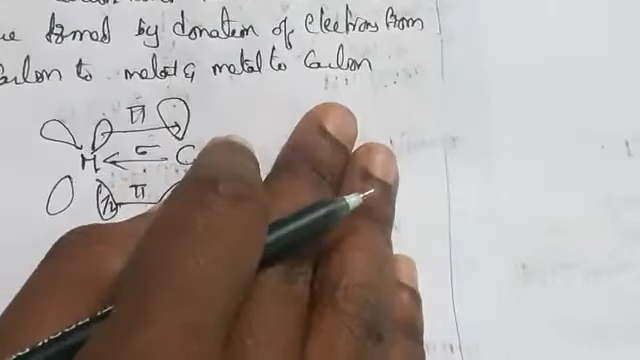 formed by donation of electrons from
to metal & metal to Carbon
π
M σ C
π